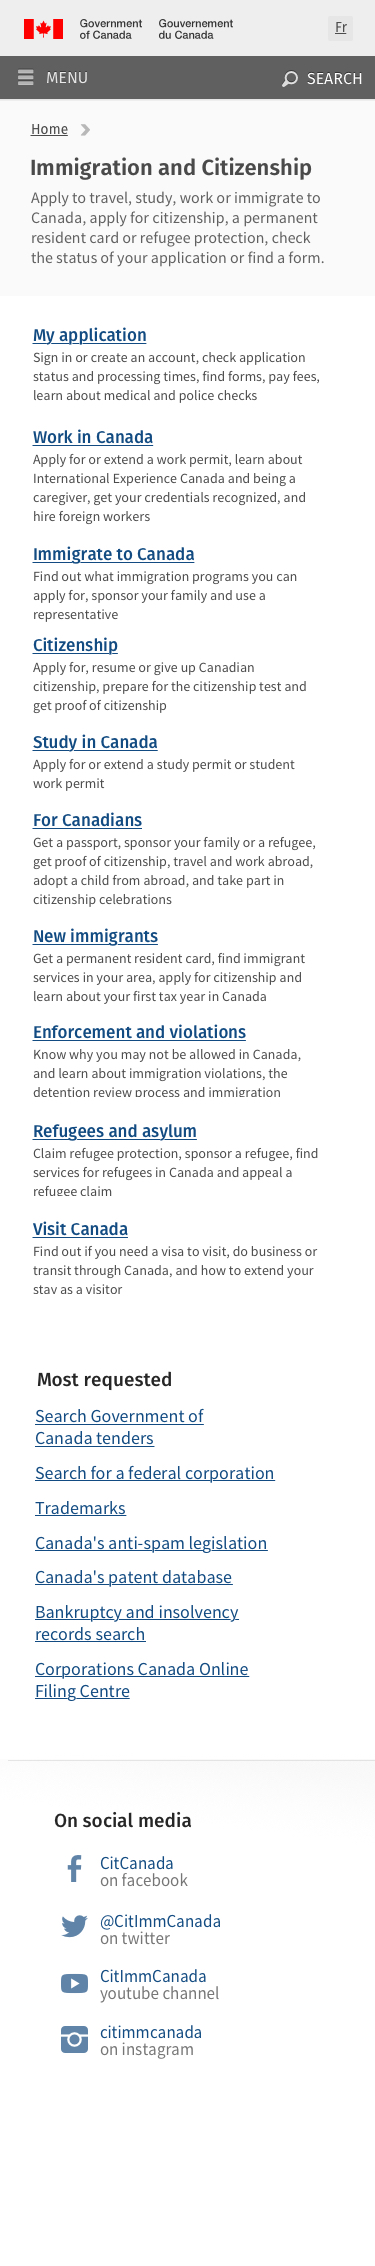 Government of Canada
Gouvernement du Canada
Fr
MENU
SEARCH
Home
Immigration and Citizenship
Apply to travel, study, work or immigrate to
Canada, apply for citizenship, a permanent
resident card or refugee protection, check
the status of your application or find a form.
My application
Sign in or create an account, check application
status and processing times, find forms, pay fees,
learn about medical and police checks
Work in Canada
Apply for or extend a work permit, learn about
International Experience Canada and being a
caregiver, get your credentials recognized, and
hire foreign workers
Immigrate to Canada
Find out what immigration programs you can
apply for, sponsor your family and use a
representative
Citizenship
Apply for, resume or give up Canadian
citizenship, prepare for the citizenship test and
get proof of citizenship
Study in Canada
Apply for or extend a study permit or student
work permit
For Canadians
Get a passport, sponsor your family or a refugee,
get proof of citizenship, travel and work abroad,
adopt a child from abroad, and take part in
citizenship celebrations
New immigrants
Get a permanent resident card, find immigrant
services in your area, apply for citizenship and
learn about your first tax year in Canada
Enforcement and violations
Know why you may not be allowed in Canada,
and learn about immigration violations, the
detention review process and immigration
Refugees and asylum
Claim refugee protection, sponsor a refugee, find
services for refugees in Canada and appeal a
refugee claim
Visit Canada
Find out if you need a visa to visit, do business or
transit through Canada, and how to extend your
stay as a visitor
Most requested
Search Government of
Canada tenders
Search for a federal corporation
Trademarks
Canada's anti-spam legislation
Canada's patent database
Bankruptcy and insolvency
records search
Corporations Canada Online
Filing Centre
On social media
CitCanada
on facebook
@CitImmCanada
on twitter
CitImmCanada
youtube channel
citimmcanada
on instagram